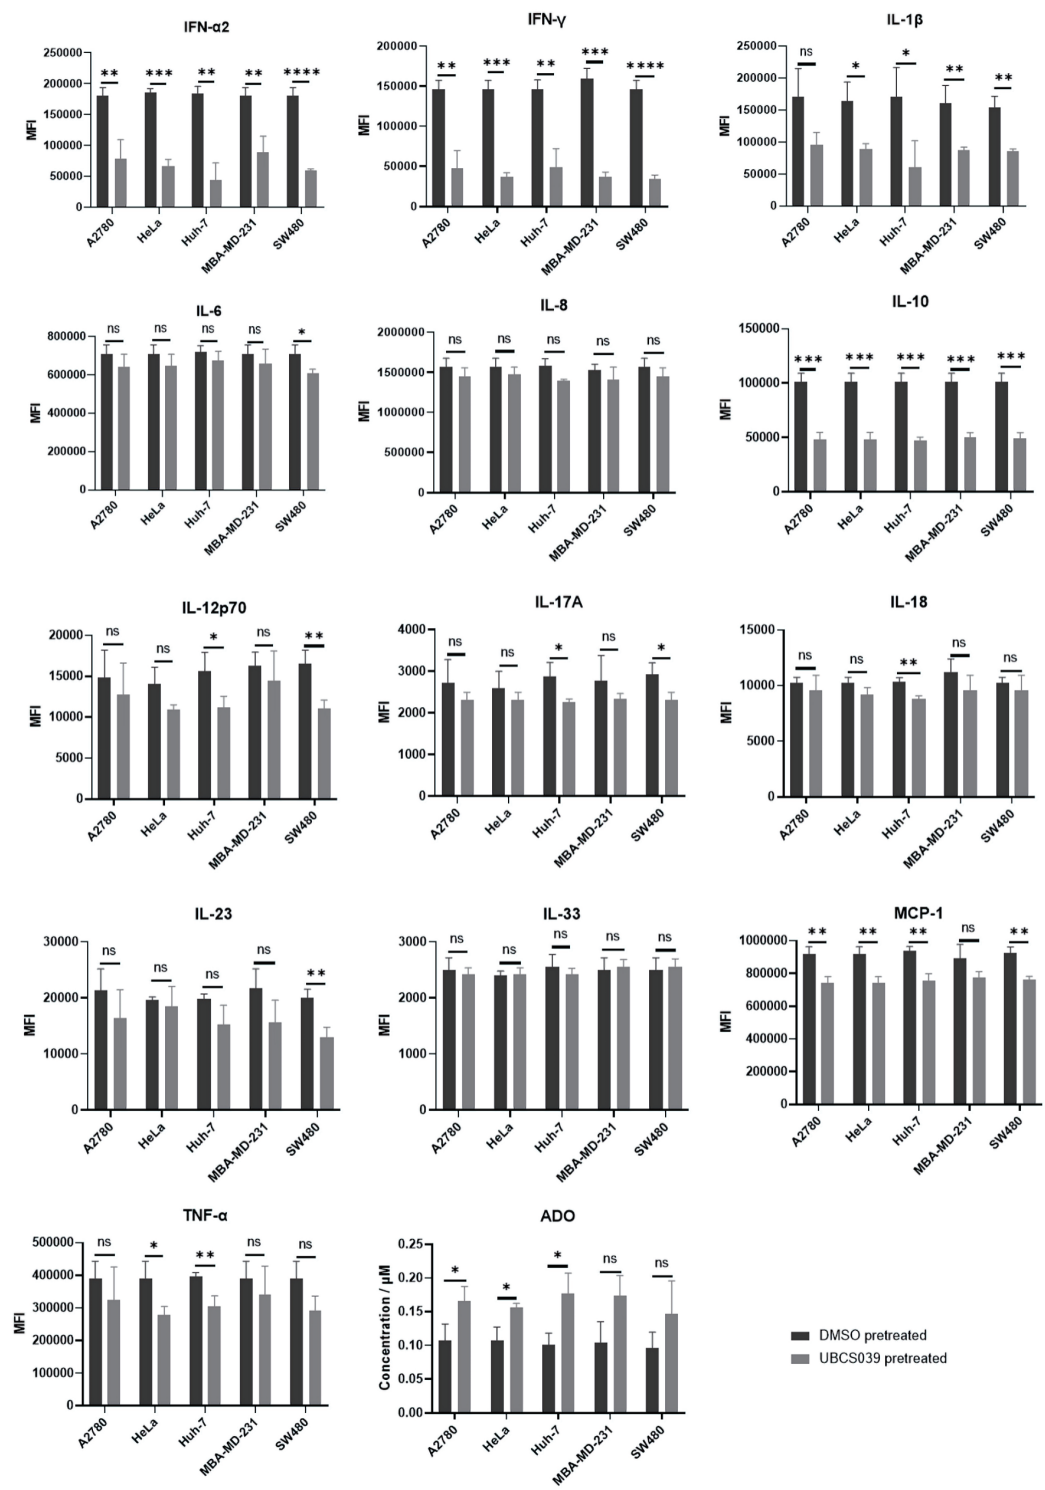 IFN-α2
250000
200000
150000
100000
50000
0
MFI
** *** ** ** ****
A2780
HeLa
Huh-7
MBA-MD-231
SW480
IFN-γ
200000
150000
100000
50000
0
MFI
** *** ** *** ****
A2780
HeLa
Huh-7
MBA-MD-231
SW480
IL-1β
250000
200000
150000
100000
50000
0
MFI
ns * * ** **
A2780
HeLa
Huh-7
MBA-MD-231
SW480
IL-6
800000
600000
400000
200000
0
MFI
ns ns ns ns *
A2780
HeLa
Huh-7
MBA-MD-231
SW480
IL-8
2000000
1500000
1000000
500000
0
MFI
ns ns ns ns ns
A2780
HeLa
Huh-7
MBA-MD-231
SW480
IL-10
150000
100000
50000
0
MFI
*** *** *** *** ***
A2780
HeLa
Huh-7
MBA-MD-231
SW480
IL-12p70
20000
15000
10000
5000
0
MFI
ns ns * ns **
A2780
HeLa
Huh-7
MBA-MD-231
SW480
IL-17A
4000
3000
2000
1000
0
MFI
ns ns * ns *
A2780
HeLa
Huh-7
MBA-MD-231
SW480
IL-18
15000
10000
5000
0
MFI
ns ns ** ns ns
A2780
HeLa
Huh-7
MBA-MD-231
SW480
IL-23
30000
20000
10000
0
MFI
ns ns ns ns **
A2780
HeLa
Huh-7
MBA-MD-231
SW480
IL-33
3000
2000
1000
0
MFI
ns ns ns ns ns
A2780
HeLa
Huh-7
MBA-MD-231
SW480
MCP-1
1000000
800000
600000
400000
200000
0
MFI
** ** ** ns **
A2780
HeLa
Huh-7
MBA-MD-231
SW480
TNF-α
500000
400000
300000
200000
100000
0
MFI
ns * ** ns ns
A2780
HeLa
Huh-7
MBA-MD-231
SW480
ADO
0.25
0.20
0.15
0.10
0.05
0.00
Concentration / μM
* * * ns ns
A2780
HeLa
Huh-7
MBA-MD-231
SW480
DMSO pretreated
UBCS039 pretreated